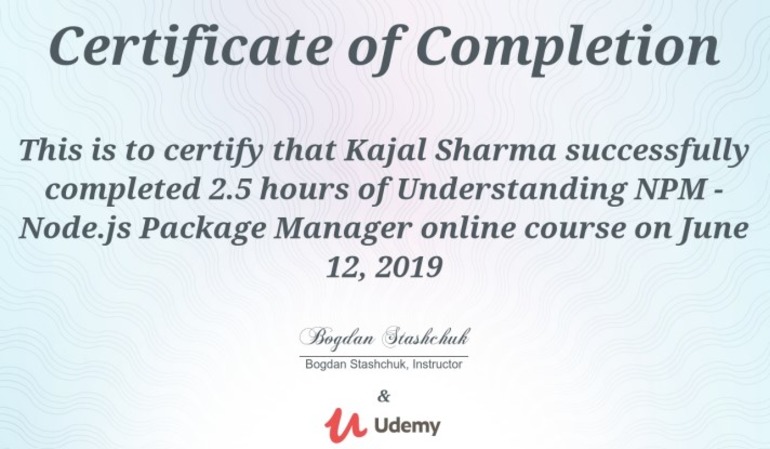 Certificate of Completion
This is to certify that Kajal Sharma successfully
completed 2.5 hours of Understanding NPM -
Node.js Package Manager online course on June
12, 2019
Bogdan Stashchuk
Bogdan Stashchuk, Instructor
&
Udemy